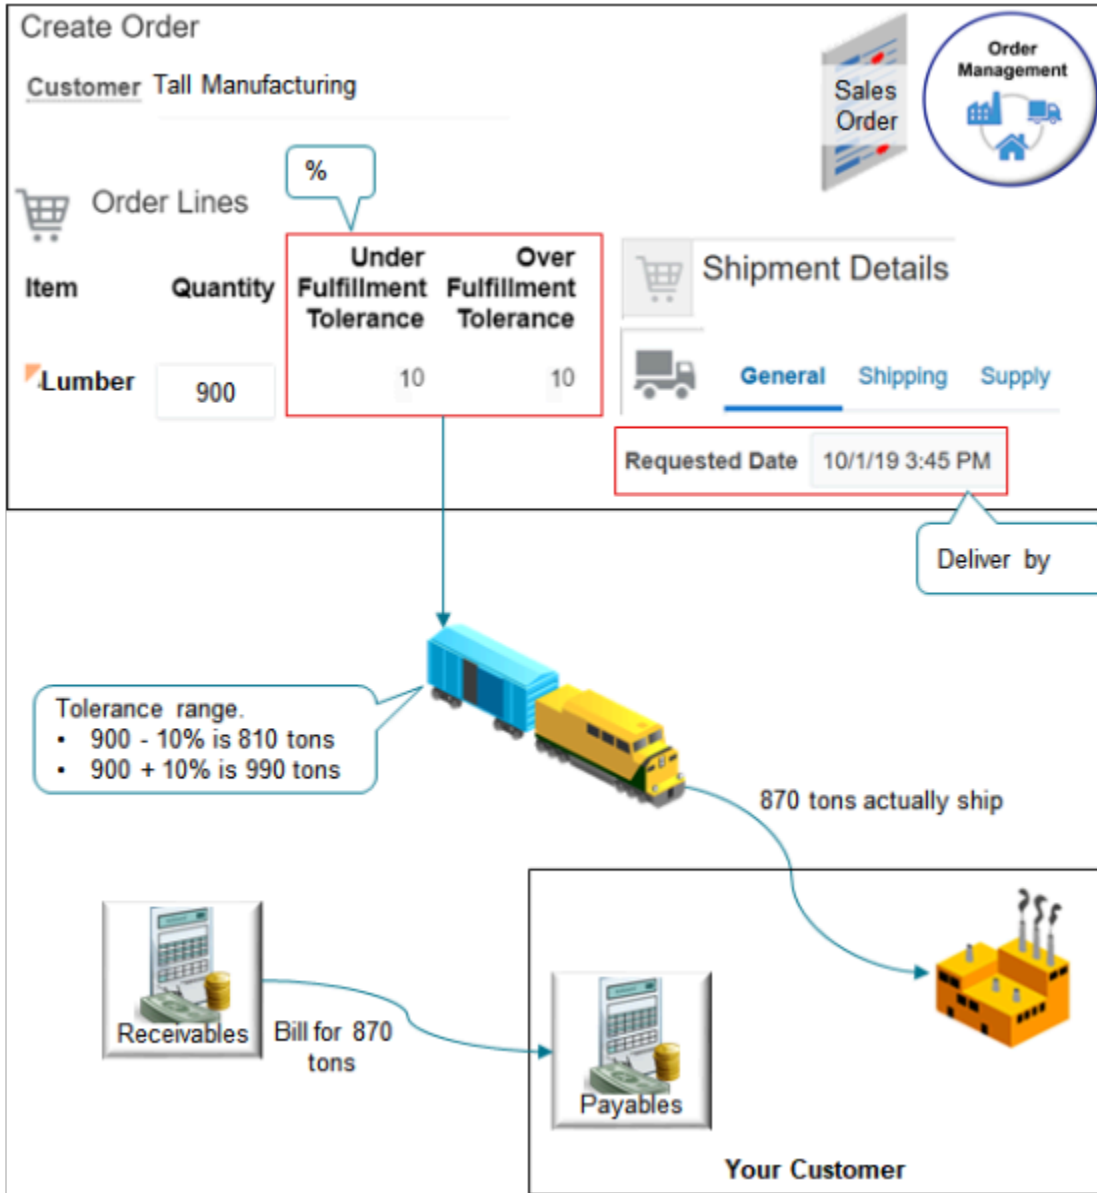 Create Order
Customer Tall Manufacturing
Sales
Order
Order
Management
%
Order Lines
Item
Quantity
Under
Fulfillment
Tolerance
Over
Fulfillment
Tolerance
Shipment Details
Lumber
900
10
10
General Shipping Supply
Requested Date 10/1/19 3:45 PM
Deliver by
Tolerance range.
• 900 - 10% is 810 tons
• 900 + 10% is 990 tons
870 tons actually ship
Receivables
Bill for 870
tons
Payables
Your Customer